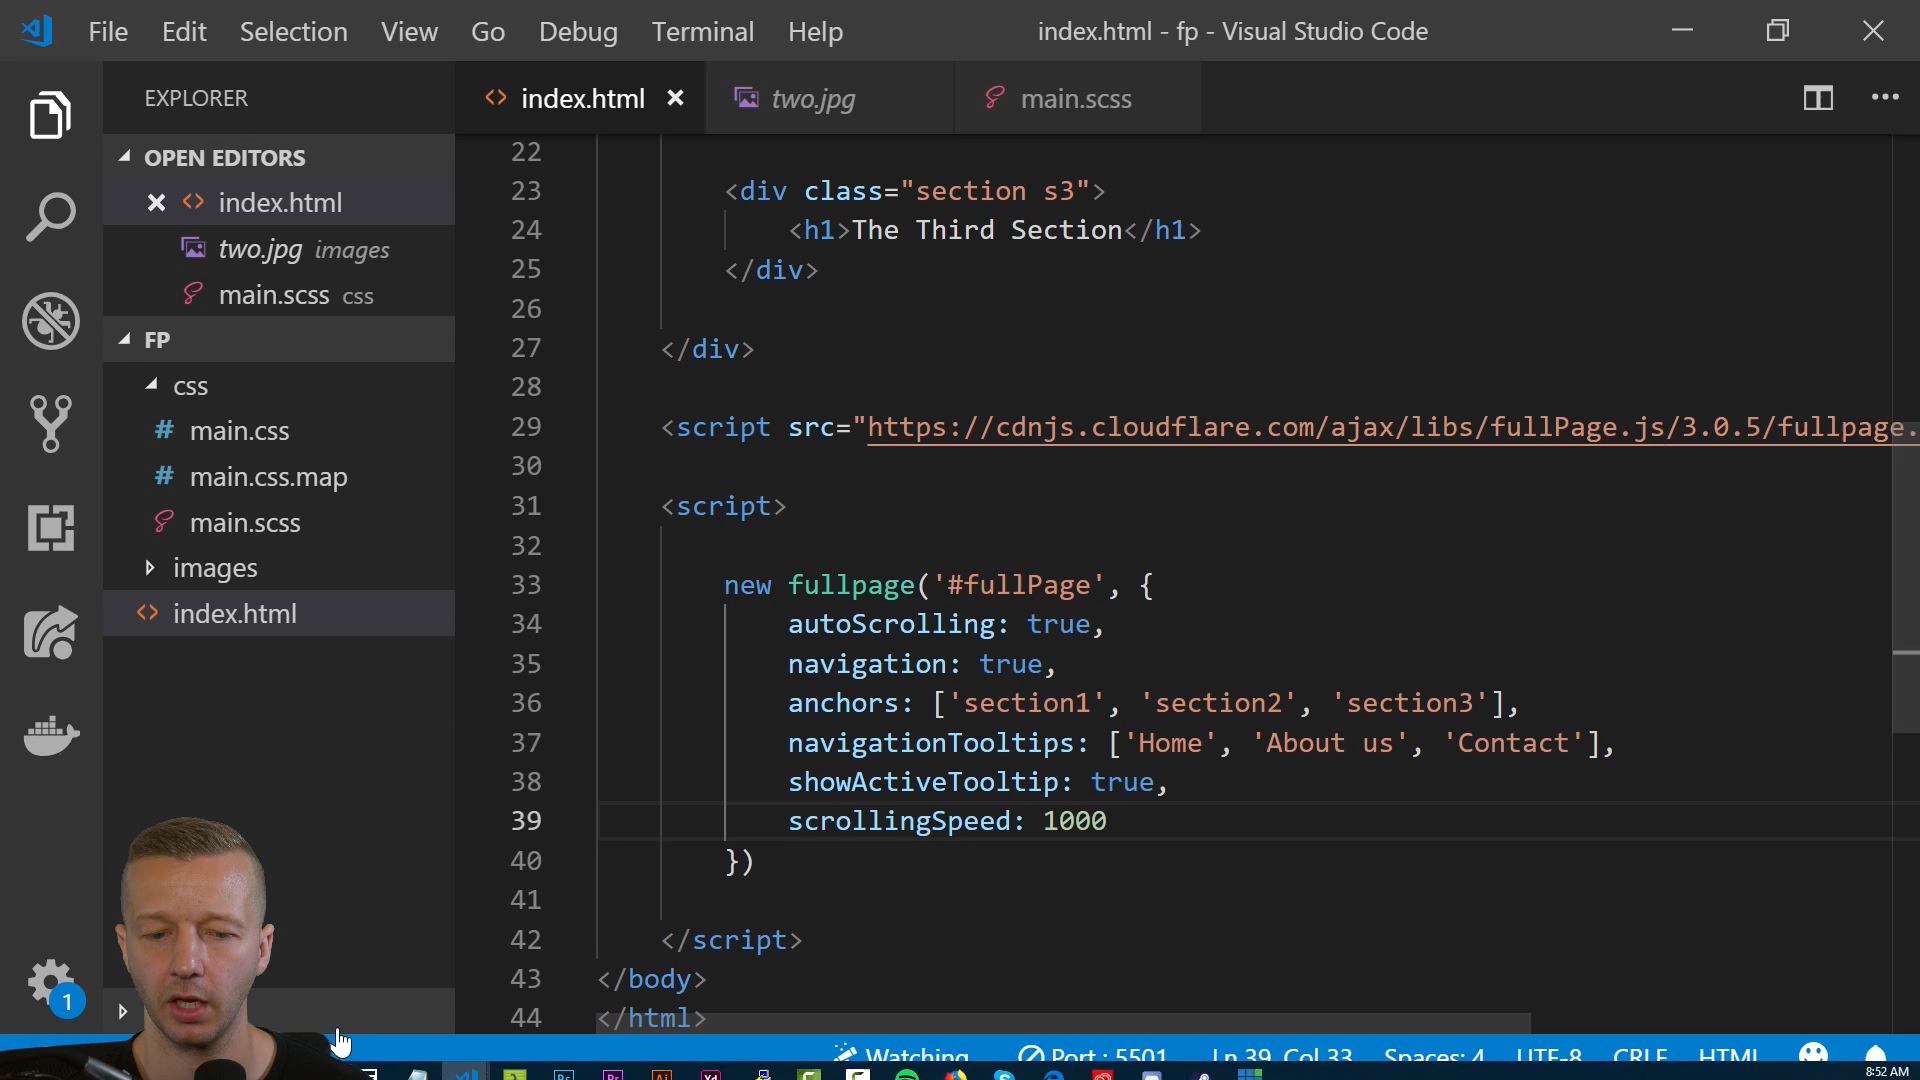 File Edit Selection View Go Debug Terminal Help
index.html - fp - Visual Studio Code
EXPLORER
OPEN EDITORS
index.html
two.jpg images
main.scss css
FP
css
main.css
main.css.map
main.scss
images
index.html
1
index.html two.jpg main.scss
22
23 <div class="section s3">
24 <h1>The Third Section</h1>
25 </div>
26
27 </div>
28
29 <script src="https://cdnjs.cloudflare.com/ajax/libs/fullPage.js/3.0.5/fullpage.
30
31 <script>
32
33 new fullpage('#fullPage', {
34 autoScrolling: true,
35 navigation: true,
36 anchors: ['section1', 'section2', 'section3'],
37 navigationTooltips: ['Home', 'About us', 'Contact'],
38 showActiveTooltip: true,
39 scrollingSpeed: 1000
40 })
41
42 </script>
43 </body>
44 </html>
Watching Port : 5501 Ln 39, Col 33 Spaces: 4 UTF-8 CRLF HTML
8:52 AM